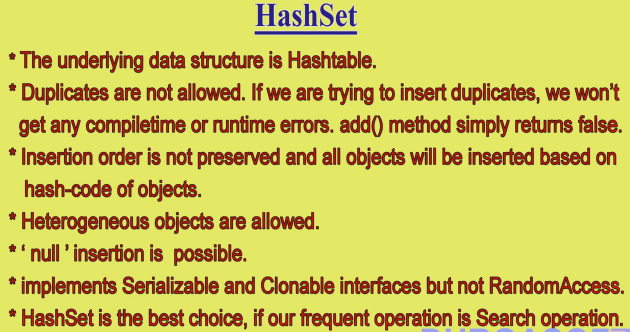 HashSet
* The underlying data structure is Hashtable.
* Duplicates are not allowed. If we are trying to insert duplicates, we won't
get any compiletime or runtime errors. add() method simply returns false.
* Insertion order is not preserved and all objects will be inserted based on
hash-code of objects.
* Heterogeneous objects are allowed.
* ‘ null ’ insertion is possible.
* implements Serializable and Clonable interfaces but not RandomAccess.
* HashSet is the best choice, if our frequent operation is Search operation.